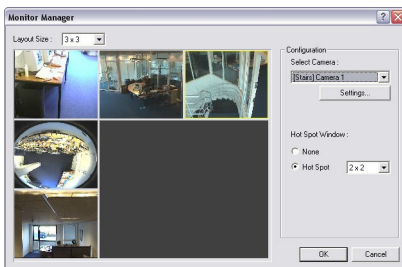 Monitor Manager
Layout Size : 3 x 3
Configuration
Select Camera :
[Stairs] Camera 1
Settings...
Hot Spot Window :
None
Hot Spot 2 x 2
OK Cancel